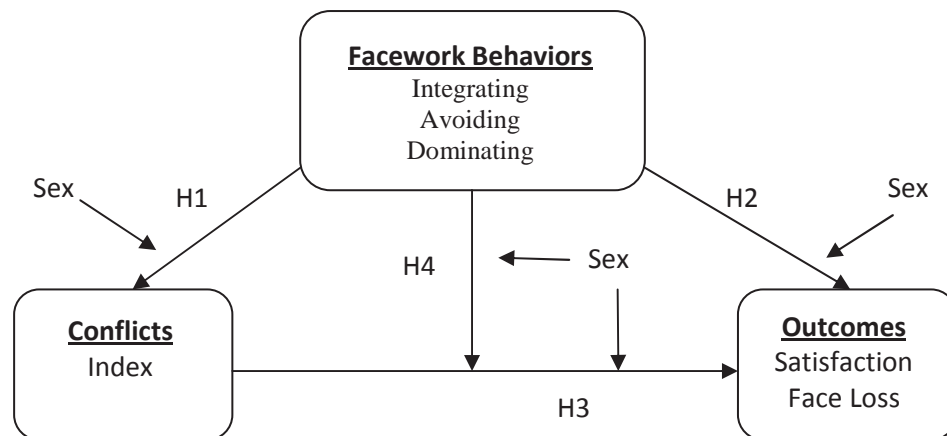 Facework Behaviors
Integrating
Avoiding
Dominating
Sex
H1
H2
Sex
H4
Sex
Conflicts
Index
Outcomes
Satisfaction
Face Loss
H3